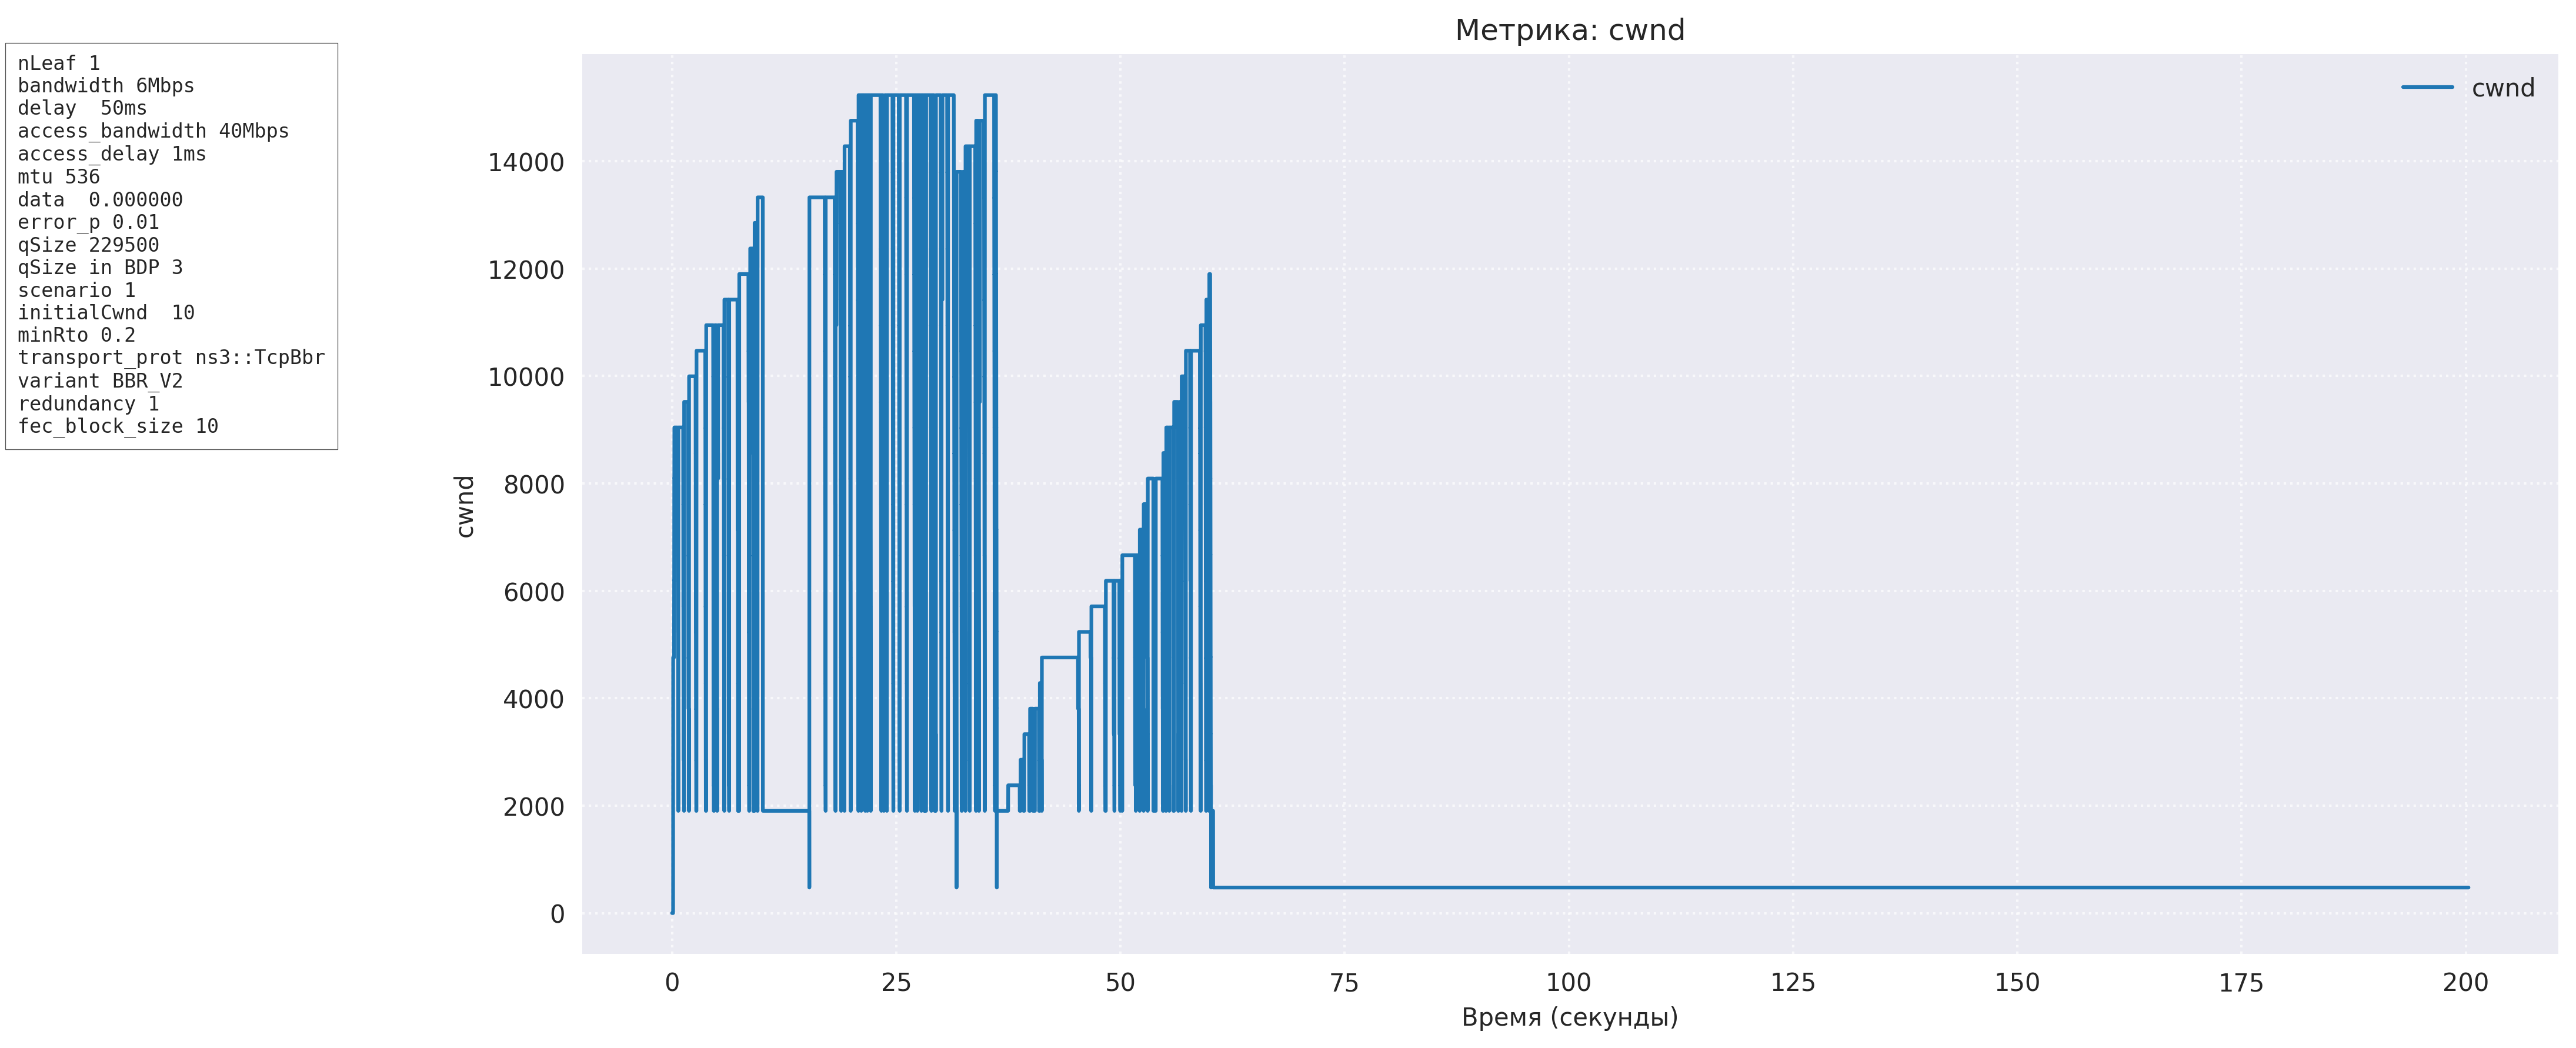 Метрика: cwnd
nLeaf 1
bandwidth 6Mbps
delay  50ms
access_bandwidth 40Mbps
access_delay 1ms
mtu 536
data  0.000000
error_p 0.01
qSize 229500
qSize in BDP 3
scenario 1
initialCwnd  10
minRto 0.2
transport_prot ns3::TcpBbr
variant BBR_V2
redundancy 1
fec_block_size 10
cwnd
cwnd
14000
12000
10000
8000
6000
4000
2000
0
0 25 50 75 100 125 150 175 200
Время (секунды)